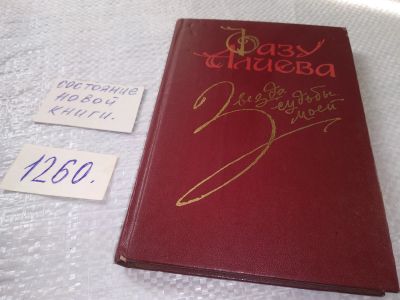 Фазу
Алиева
Звезда
судьбы
моей
состояние
новой
книги.
1260.